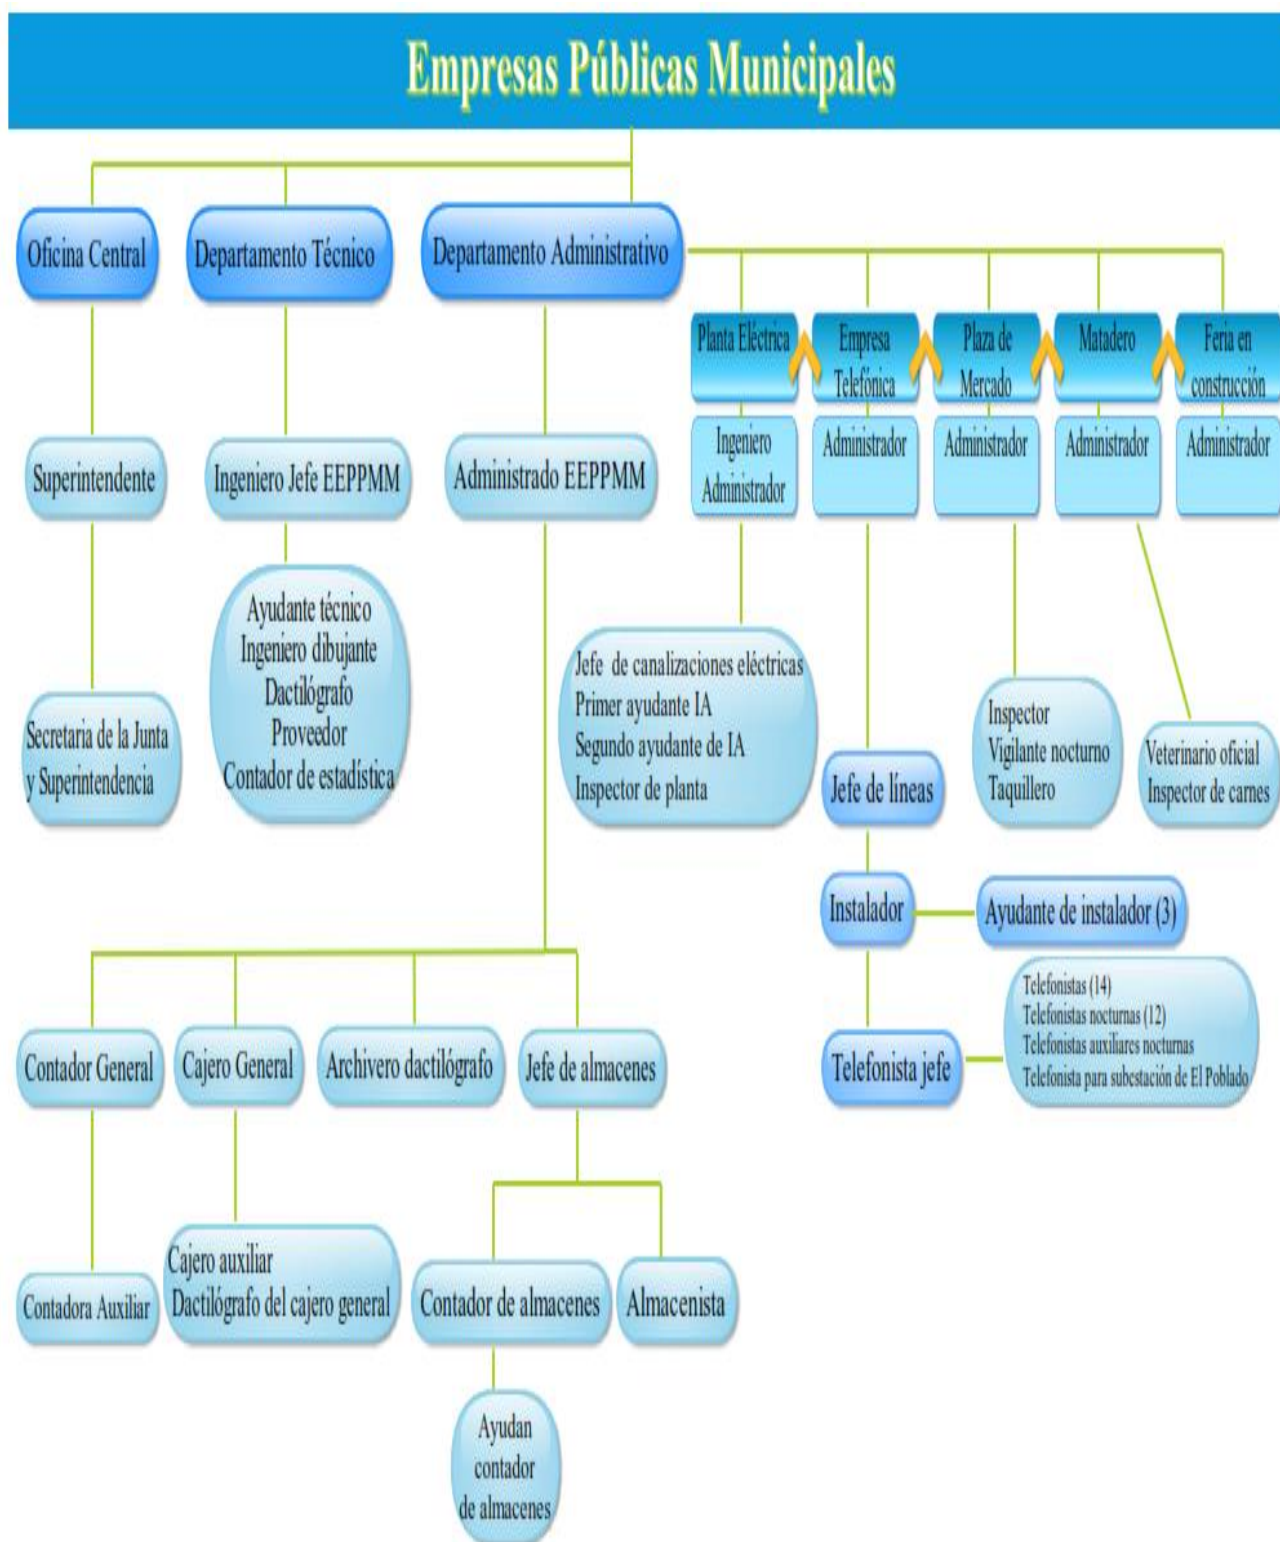 Empresas Públicas Municipales
Oficina Central
Departamento Técnico
Departamento Administrativo
Planta Eléctrica
Empresa
Telefónica
Plaza de
Mercado
Matadero
Feria en
construcción
Ingeniero
Administrador
Administrador
Administrador
Administrador
Administrador
Superintendente
Ingeniero Jefe EEPPMM
Administrado EEPPMM
Secretaria de la Junta
y Superintendencia
Ayudante técnico
Ingeniero dibujante
Dactilógrafo
Proveedor
Contador de estadística
Jefe de canalizaciones eléctricas
Primer ayudante IA
Segundo ayudante de IA
Inspector de planta
Jefe de líneas
Inspector
Vigilante nocturno
Taquillero
Veterinario oficial
Inspector de carnes
Instalador
Ayudante de instalador (3)
Telefonista jefe
Telefonistas (14)
Telefonistas nocturnas (12)
Telefonistas auxiliares nocturnas
Telefonista para subestación de El Poblado
Contador General
Cajero General
Archivero dactilógrafo
Jefe de almacenes
Contadora Auxiliar
Cajero auxiliar
Dactilógrafo del cajero general
Contador de almacenes
Almacenista
Ayudan
contador
de almacenes